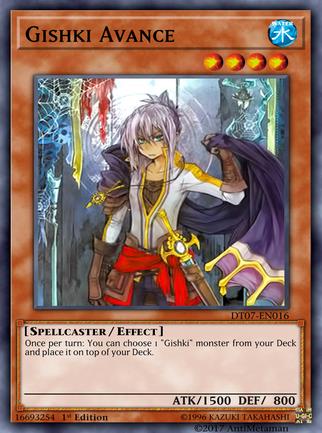 Gishki Avance
WATER
水
DT07-EN016
[Spellcaster / Effect]
Once per turn: You can choose 1 "Gishki" monster from your Deck
and place it on top of your Deck.
ATK/1500 DEF/ 800
16693254 1st Edition
©1996 KAZUKI TAKAHASHI
©2017 AntiMetaman